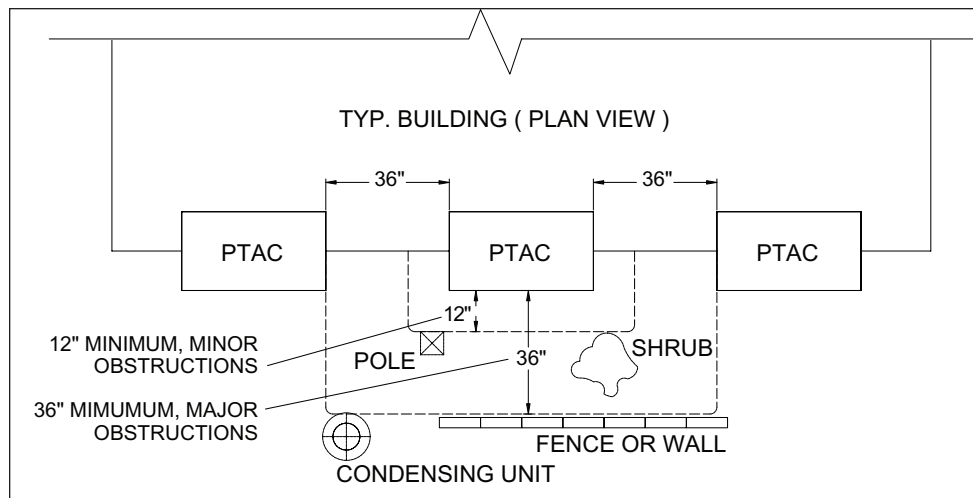 TYP. BUILDING ( PLAN VIEW )
36"
36"
PTAC
PTAC
PTAC
12"
12" MINIMUM, MINOR
OBSTRUCTIONS
POLE
36"
SHRUB
36" MIMUMUM, MAJOR
OBSTRUCTIONS
FENCE OR WALL
CONDENSING UNIT